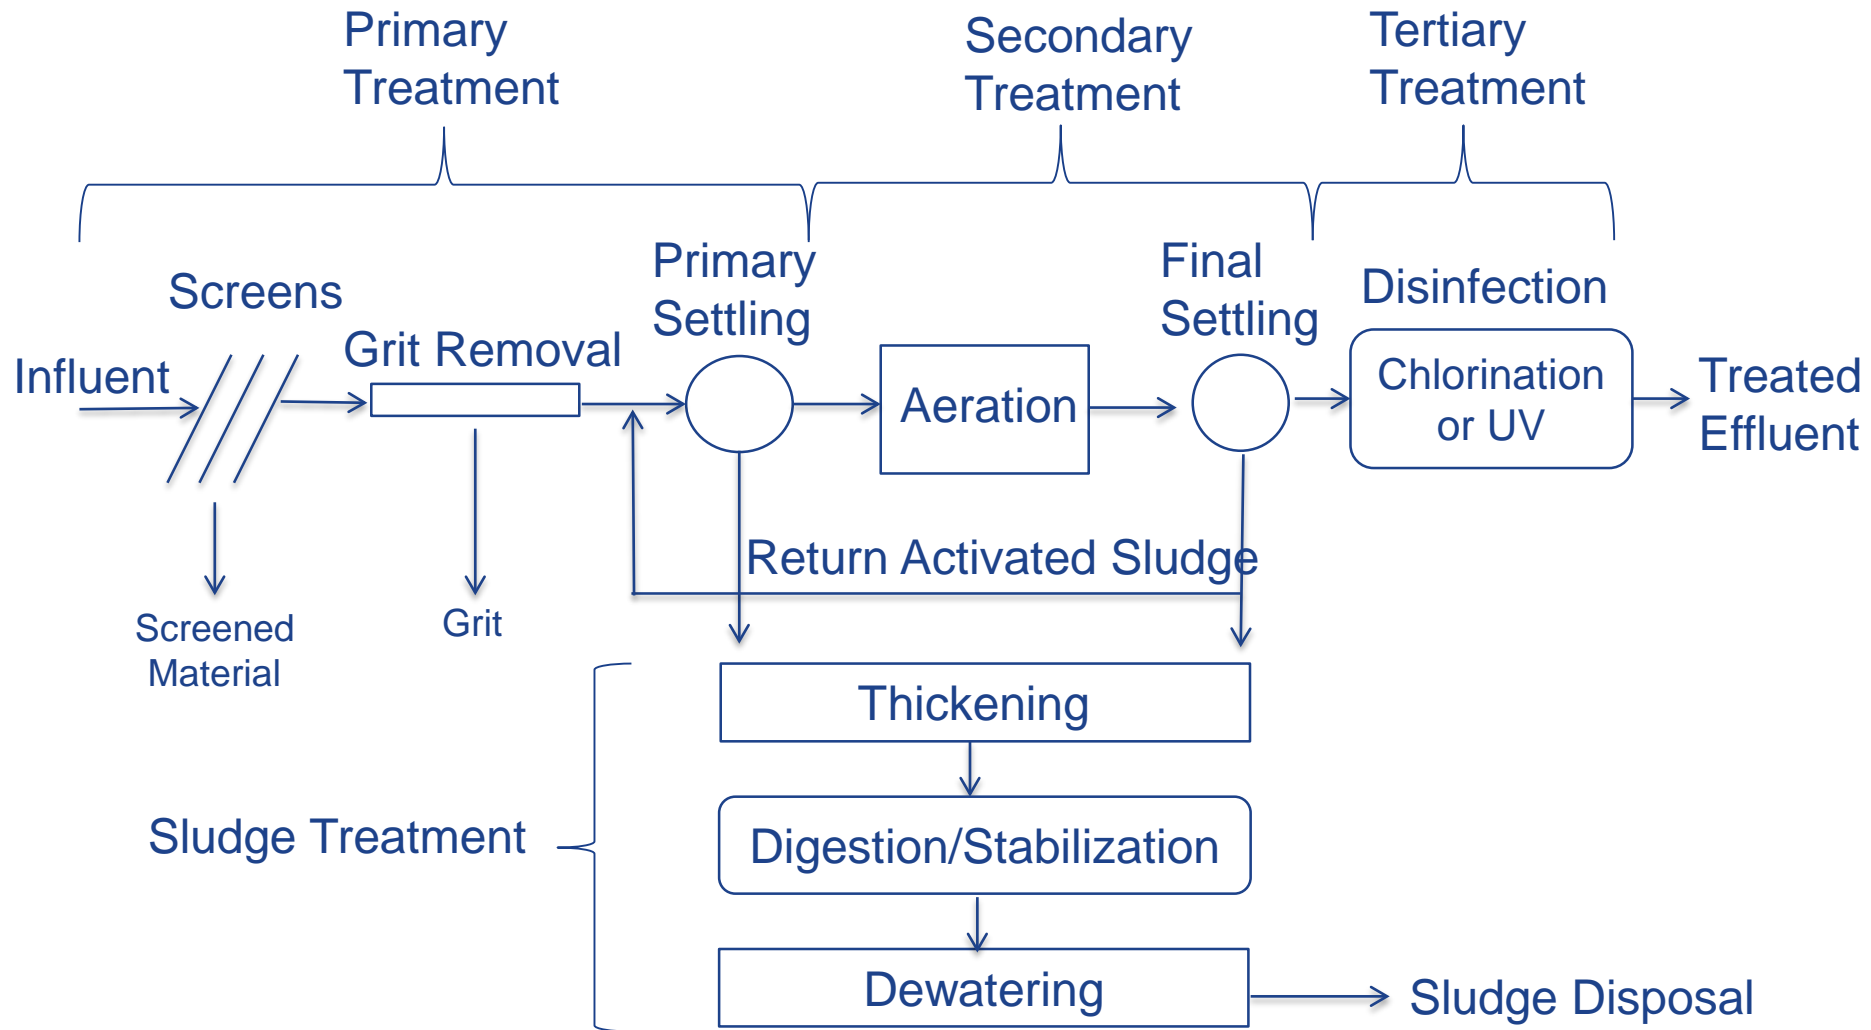 Primary
Treatment
Secondary
Treatment
Tertiary
Treatment
Screens
Primary
Settling
Final
Settling
Disinfection
Influent
Grit Removal
Aeration
Chlorination
or UV
Treated
Effluent
Return Activated Sludge
Screened
Material
Grit
Thickening
Sludge Treatment
Digestion/Stabilization
Dewatering
Sludge Disposal